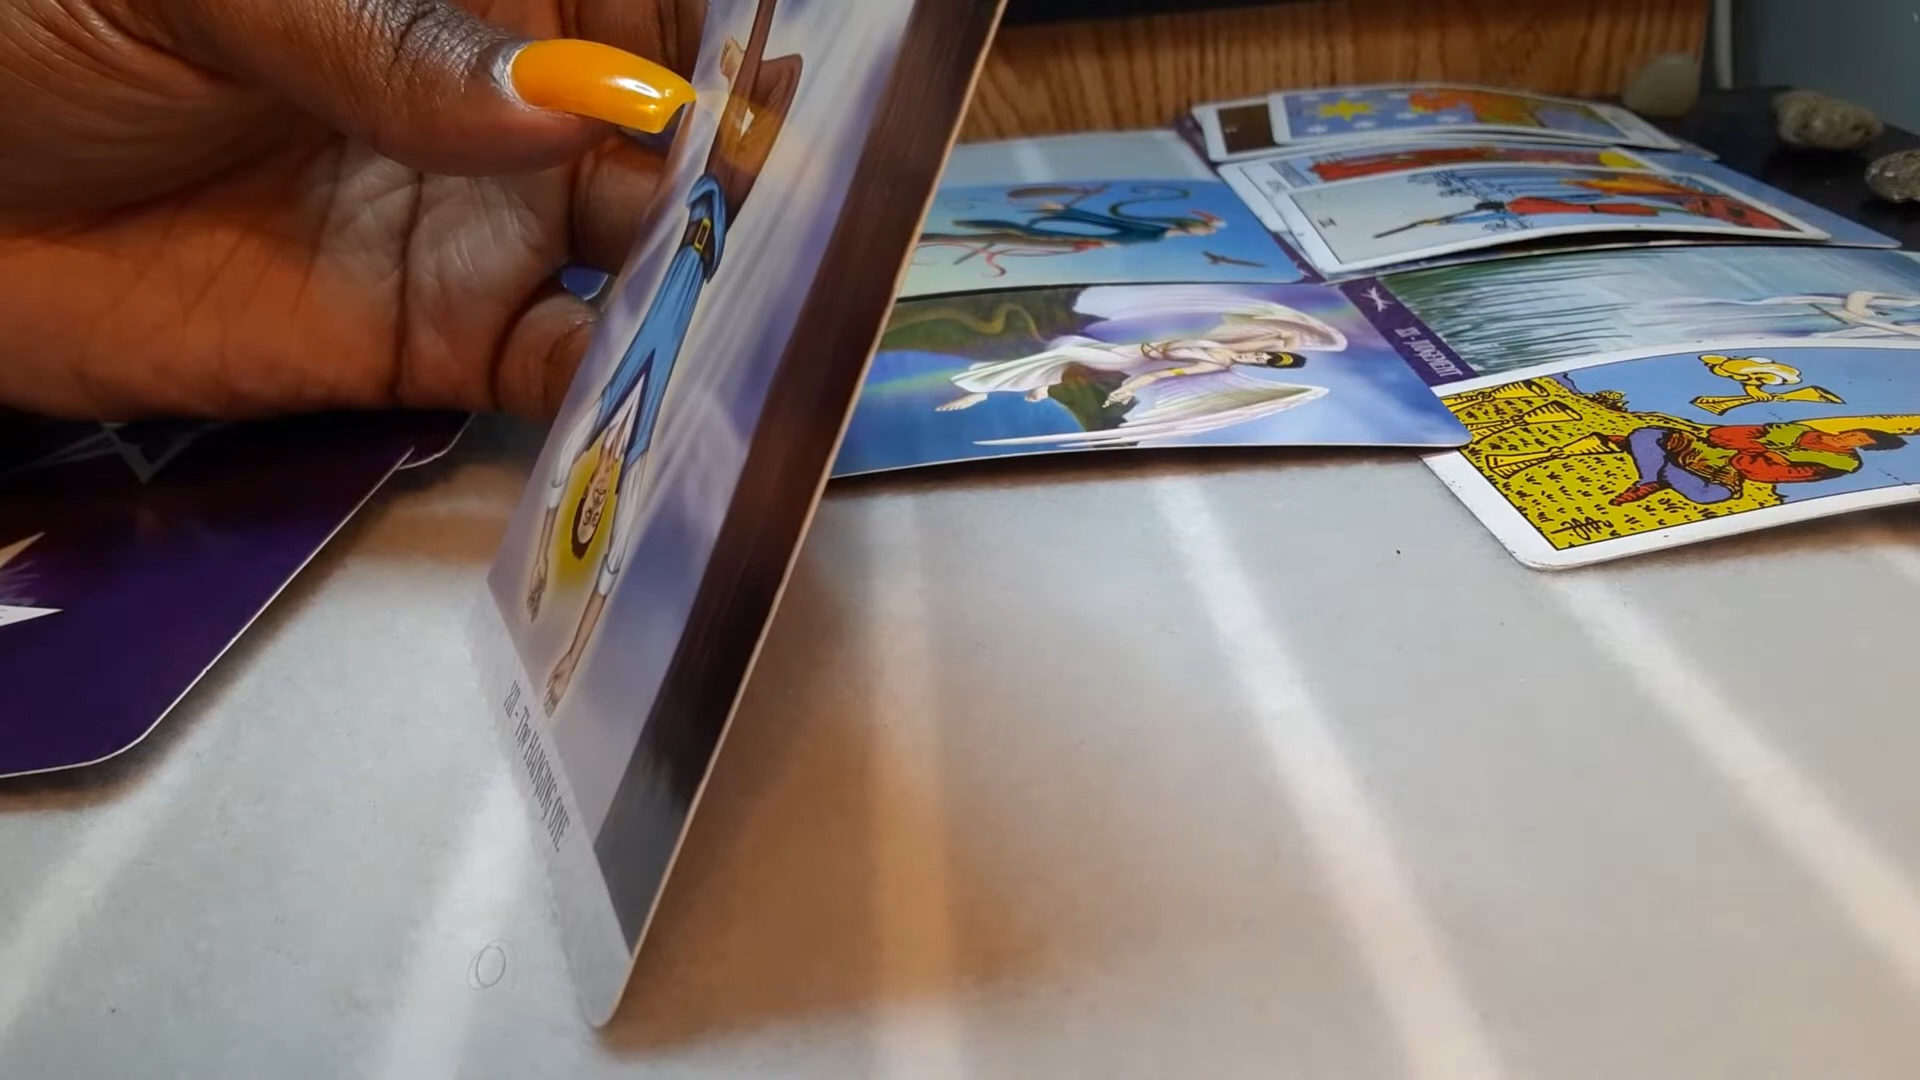 XII - The HANGING ONE
XX - JUDGEMENT